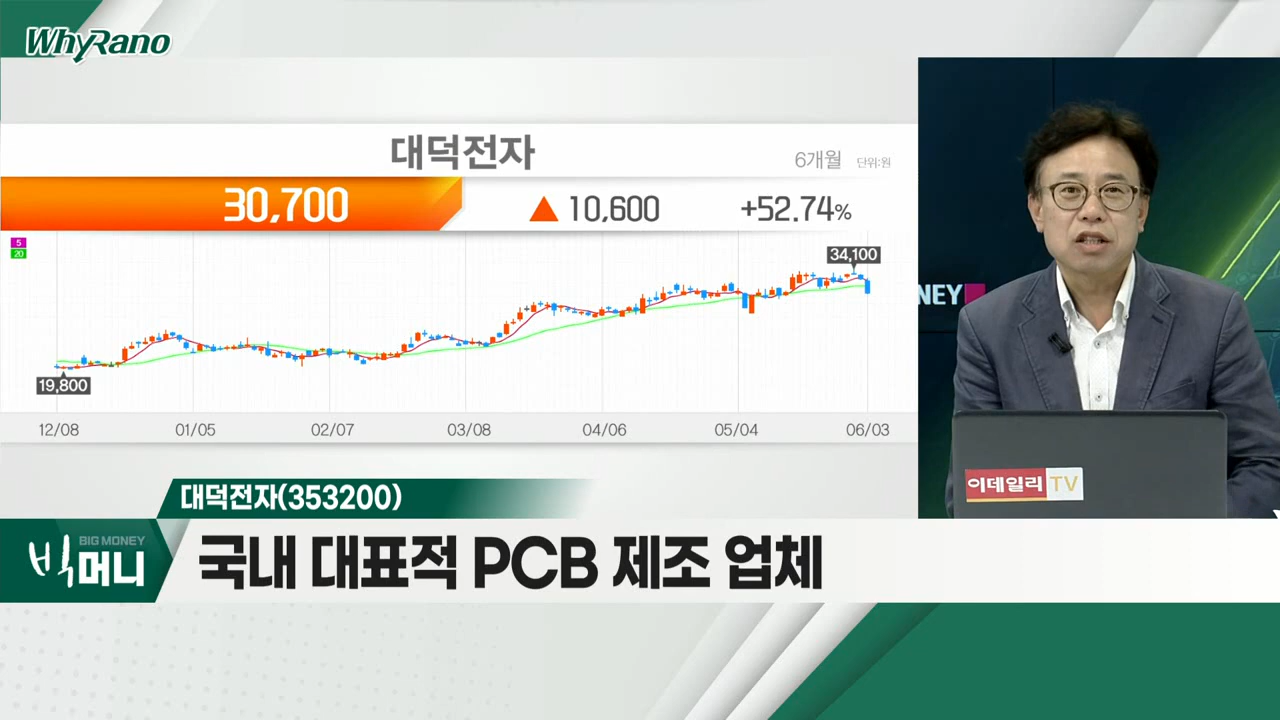 WhyRano
대덕전자
6개월 단위:원
30,700 ▲ 10,600 +52.74%
5
20
34,100
19,800
12/08 01/05 02/07 03/08 04/06 05/04 06/03
NEY
이데일리 TV
대덕전자(353200)
BIG MONEY
빅머니
국내 대표적 PCB 제조 업체